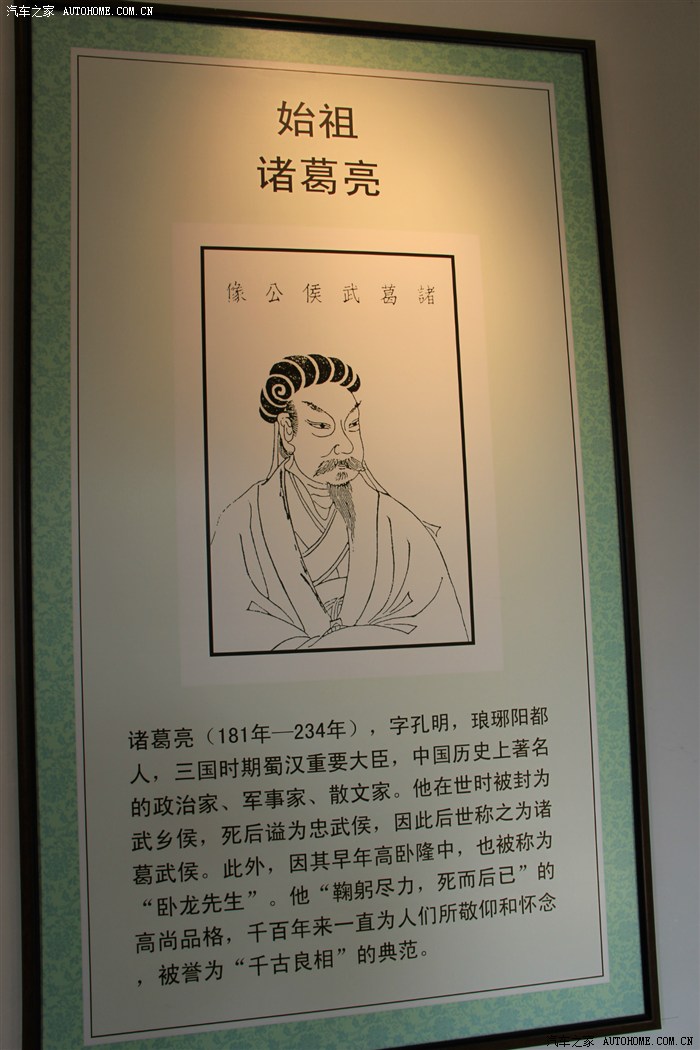 汽车之家 AUTOHOME.COM.CN
始祖
诸葛亮
諸葛武侯公像
诸葛亮（181年—234年），字孔明，琅琊阳都
人，三国时期蜀汉重要大臣，中国历史上著名
的政治家、军事家、散文家。他在世时被封为
武乡侯，死后谥为忠武侯，因此后世称之为诸
葛武侯。此外，因其早年高卧隆中，也被称为
“卧龙先生”。他“鞠躬尽力，死而后已”的
高尚品格，千百年来一直为人们所敬仰和怀念
，被誉为“千古良相”的典范。
汽车之家 AUTOHOME.COM.CN